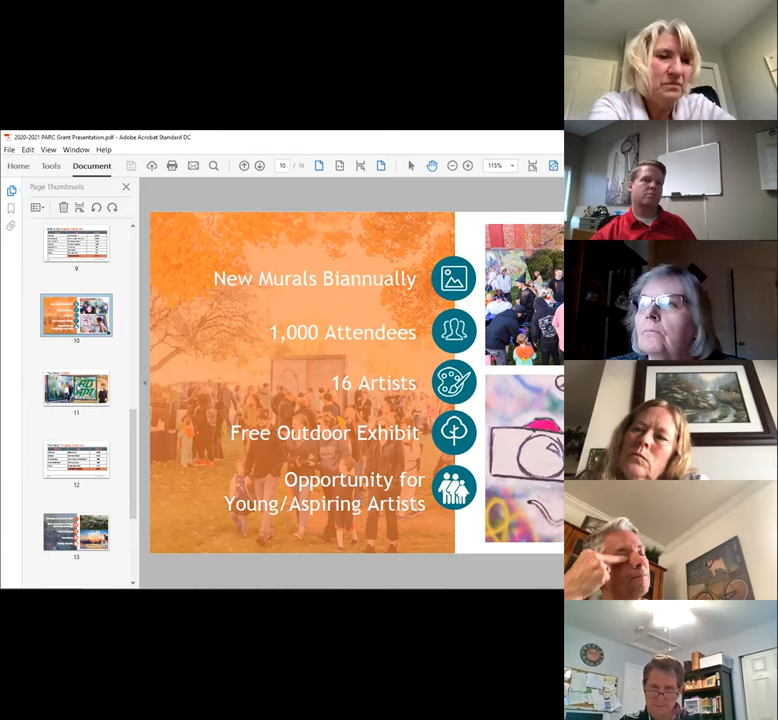 2020-2021 PARC Grant Presentation.pdf - Adobe Acrobat Standard DC
File Edit View Window Help
Home Tools Document
10 / 16
115%
Page Thumbnails
9
10
11
12
13
New Murals Biannually
1,000 Attendees
16 Artists
Free Outdoor Exhibit
Opportunity for
Young/Aspiring Artists